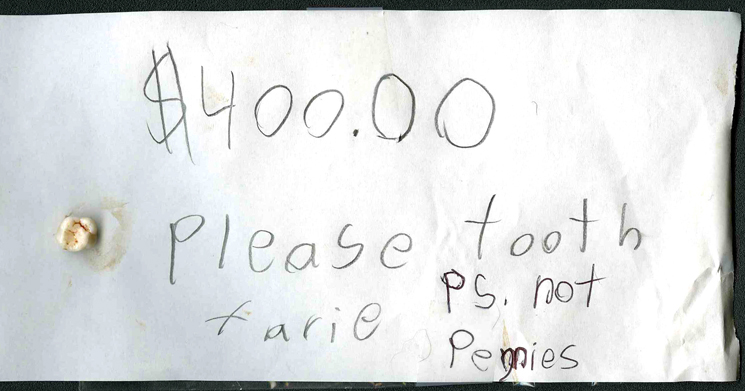 $400.00
please tooth
farie
PS. not
Pennies